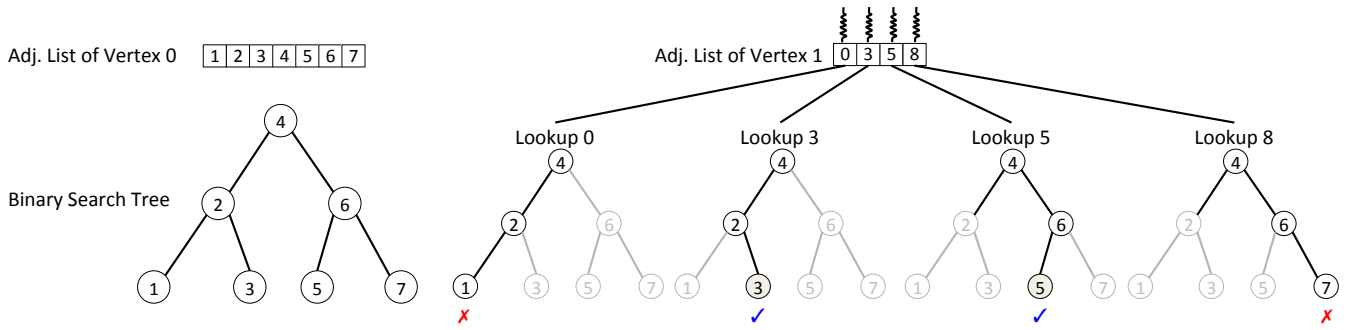 Adj. List of Vertex 0 1 2 3 4 5 6 7
Adj. List of Vertex 1 0 3 5 8
Binary Search Tree
4
2 6
1 3 5 7
Lookup 0 Lookup 3 Lookup 5 Lookup 8
4 4 4 4
2 6 2 6 2 6 2 6
1 3 5 7 1 3 5 7 1 3 5 7 1 3 5 7
✗ ✓ ✓ ✗